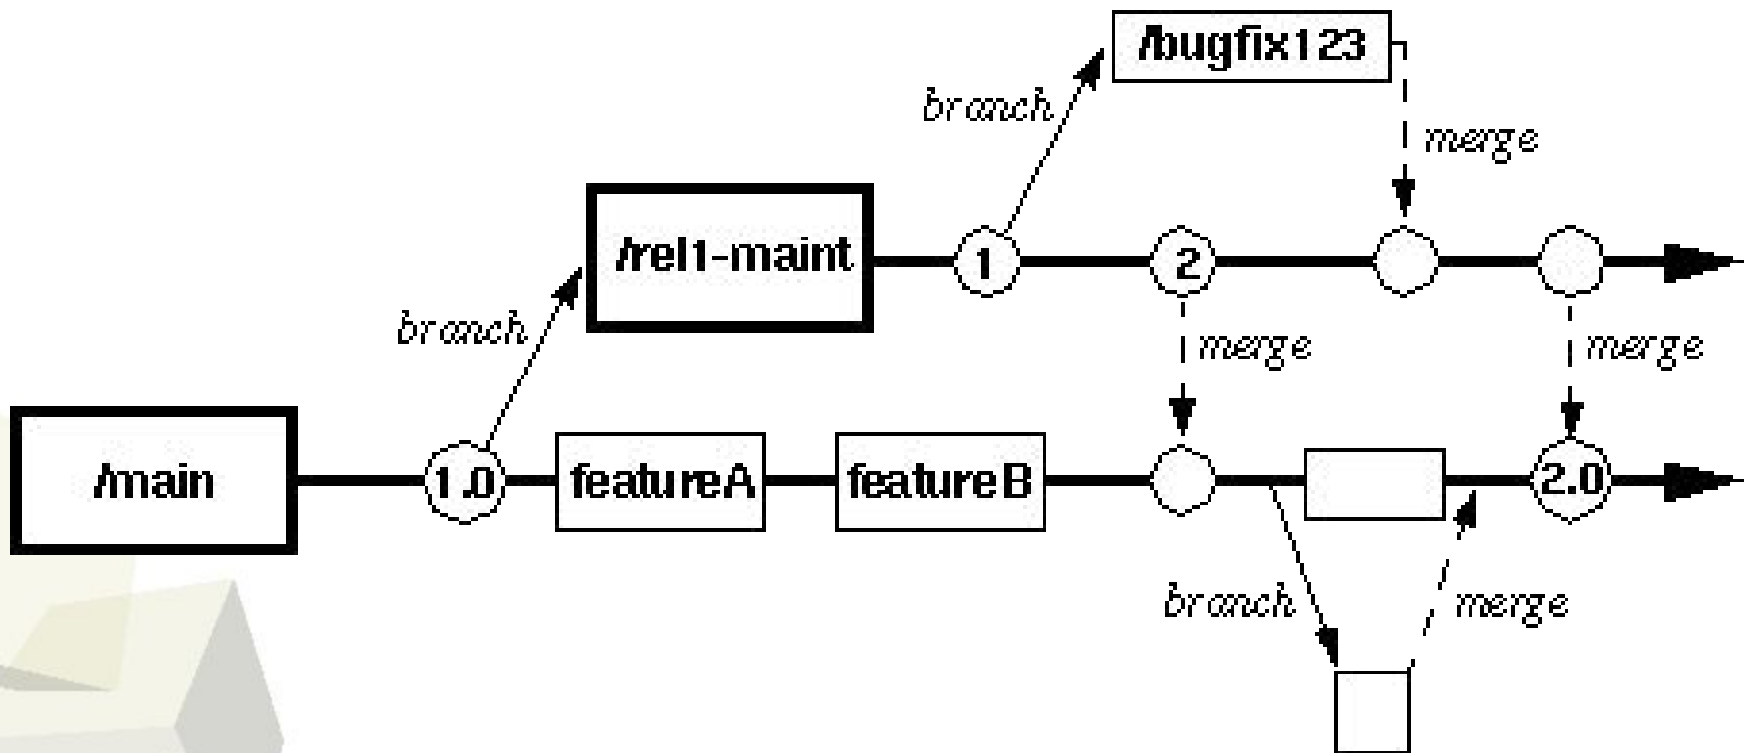 /bugfix123
branch
merge
/rel1-maint
1
2
branch
merge
merge
/main
1.0
featureA
featureB
2.0
branch
merge